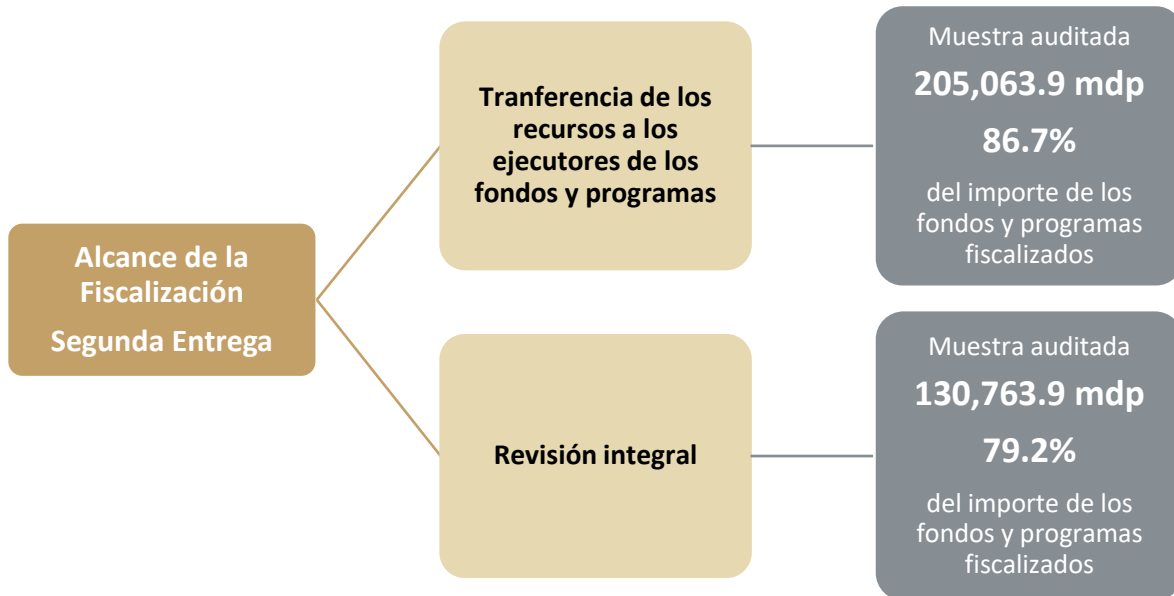 Alcance de la
Fiscalización
Segunda Entrega
Tranferencia de los
recursos a los
ejecutores de los
fondos y programas
Muestra auditada
205,063.9 mdp
86.7%
del importe de los
fondos y programas
fiscalizados
Revisión integral
Muestra auditada
130,763.9 mdp
79.2%
del importe de los
fondos y programas
fiscalizados